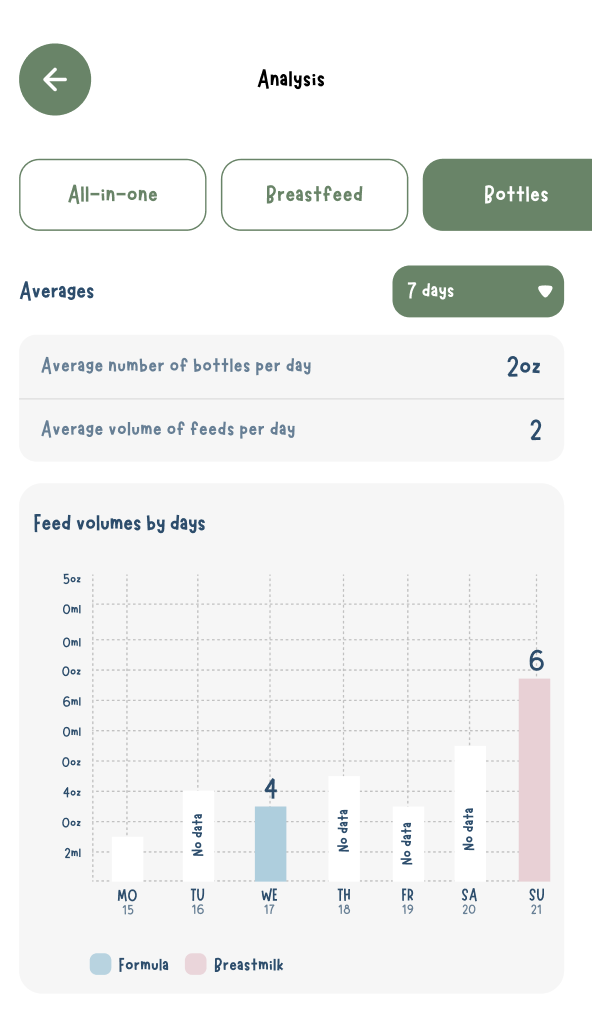 Analysis
All-in-one Breastfeed Bottles
Averages 7 days
Average number of bottles per day 2oz
Average volume of feeds per day 2
Feed volumes by days
5oz
0ml
0ml
0oz
6
6ml
0ml
0oz
4oz
4
0oz
2ml
No data
No data
No data
No data
MO TU WE TH FR SA SU
15 16 17 18 19 20 21
Formula Breastmilk